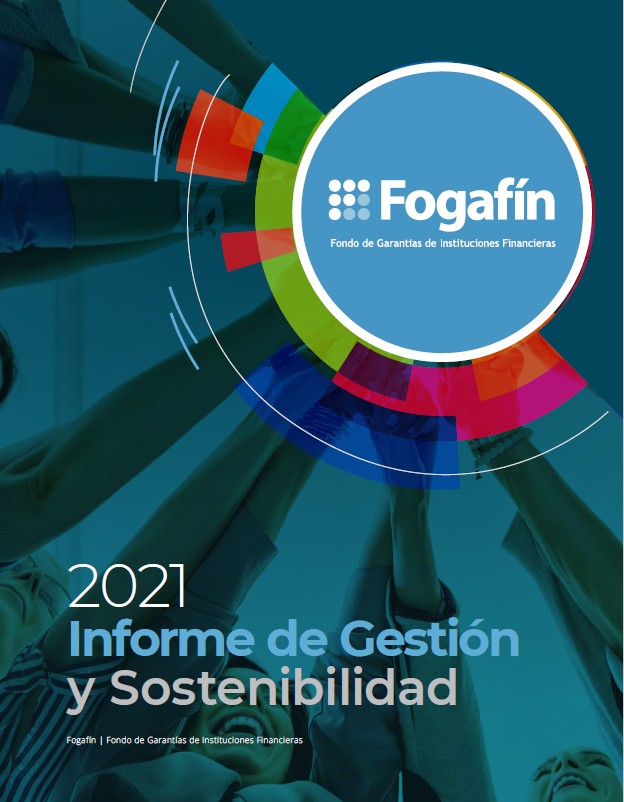 Fogafín
Fondo de Garantías de Instituciones Financieras
2021
Informe de Gestión
y Sostenibilidad
Fogafín | Fondo de Garantías de Instituciones Financieras